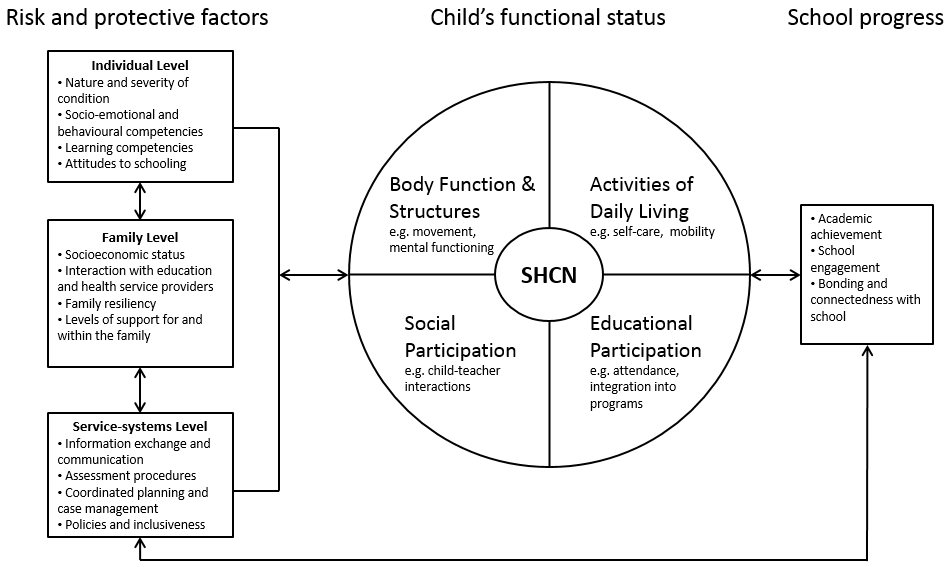 Risk and protective factors
Child's functional status
School progress
Individual Level
• Nature and severity of
condition
• Socio-emotional and
behavioural competencies
• Learning competencies
• Attitudes to schooling
Family Level
• Socioeconomic status
• Interaction with education
and health service providers
• Family resiliency
• Levels of support for and
within the family
Service-systems Level
• Information exchange and
communication
• Assessment procedures
• Coordinated planning and
case management
• Policies and inclusiveness
Body Function &
Structures
e.g. movement,
mental functioning
Activities of
Daily Living
e.g. self-care,  mobility
SHCN
Social
Participation
e.g. child-teacher
interactions
Educational
Participation
e.g. attendance,
integration into
programs
• Academic
achievement
• School
engagement
• Bonding and
connectedness with
school